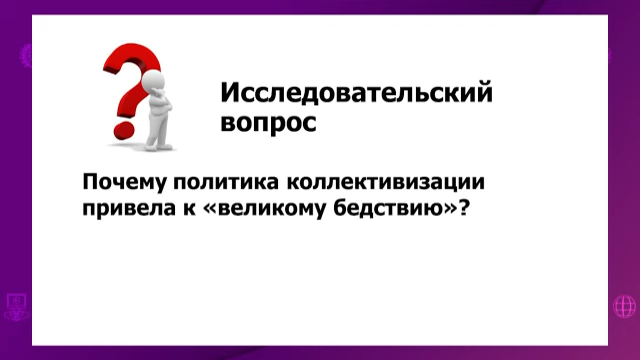 Исследовательский
вопрос
Почему политика коллективизации
привела к «великому бедствию»?